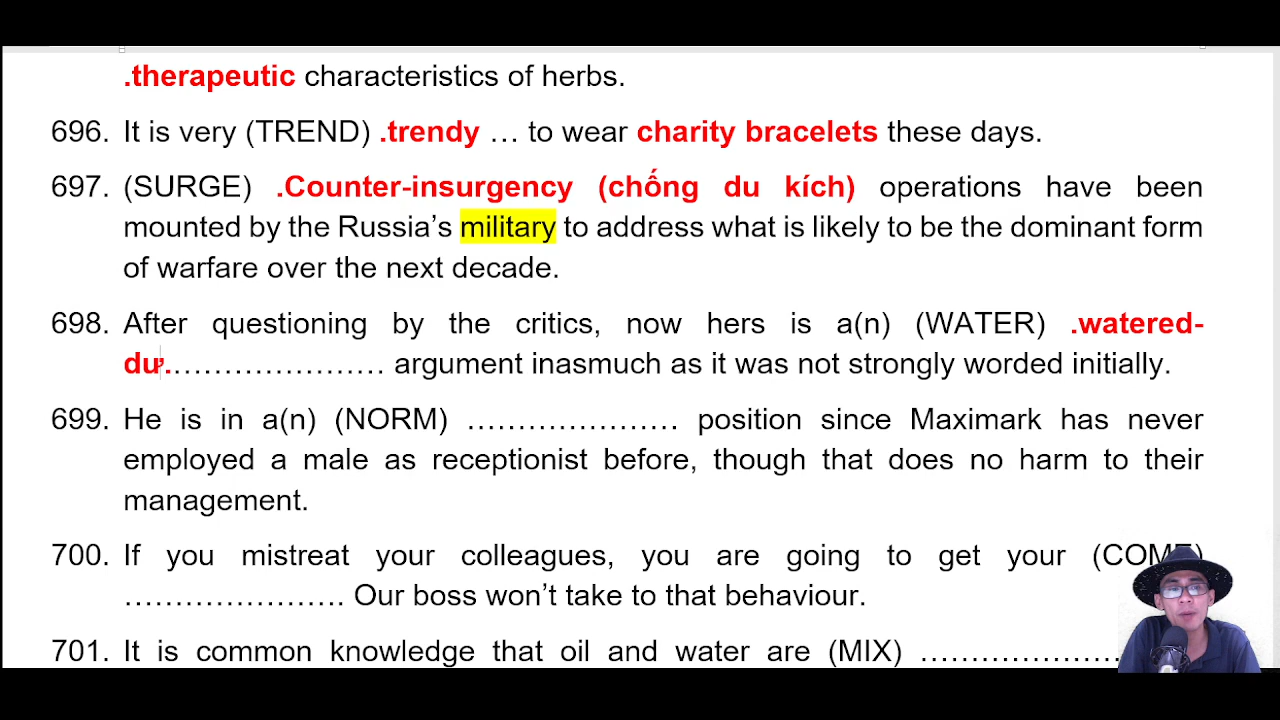 .therapeutic characteristics of herbs.
696. It is very (TREND) .trendy … to wear charity bracelets these days.
697. (SURGE) .Counter-insurgency (chống du kích) operations have been
mounted by the Russia’s military to address what is likely to be the dominant form
of warfare over the next decade.
698. After questioning by the critics, now hers is a(n) (WATER) .watered-
dư.………………… argument inasmuch as it was not strongly worded initially.
699. He is in a(n) (NORM) ………………… position since Maximark has never
employed a male as receptionist before, though that does no harm to their
management.
700. If you mistreat your colleagues, you are going to get your (COME)
…………………. Our boss won’t take to that behaviour.
701. It is common knowledge that oil and water are (MIX) …………………